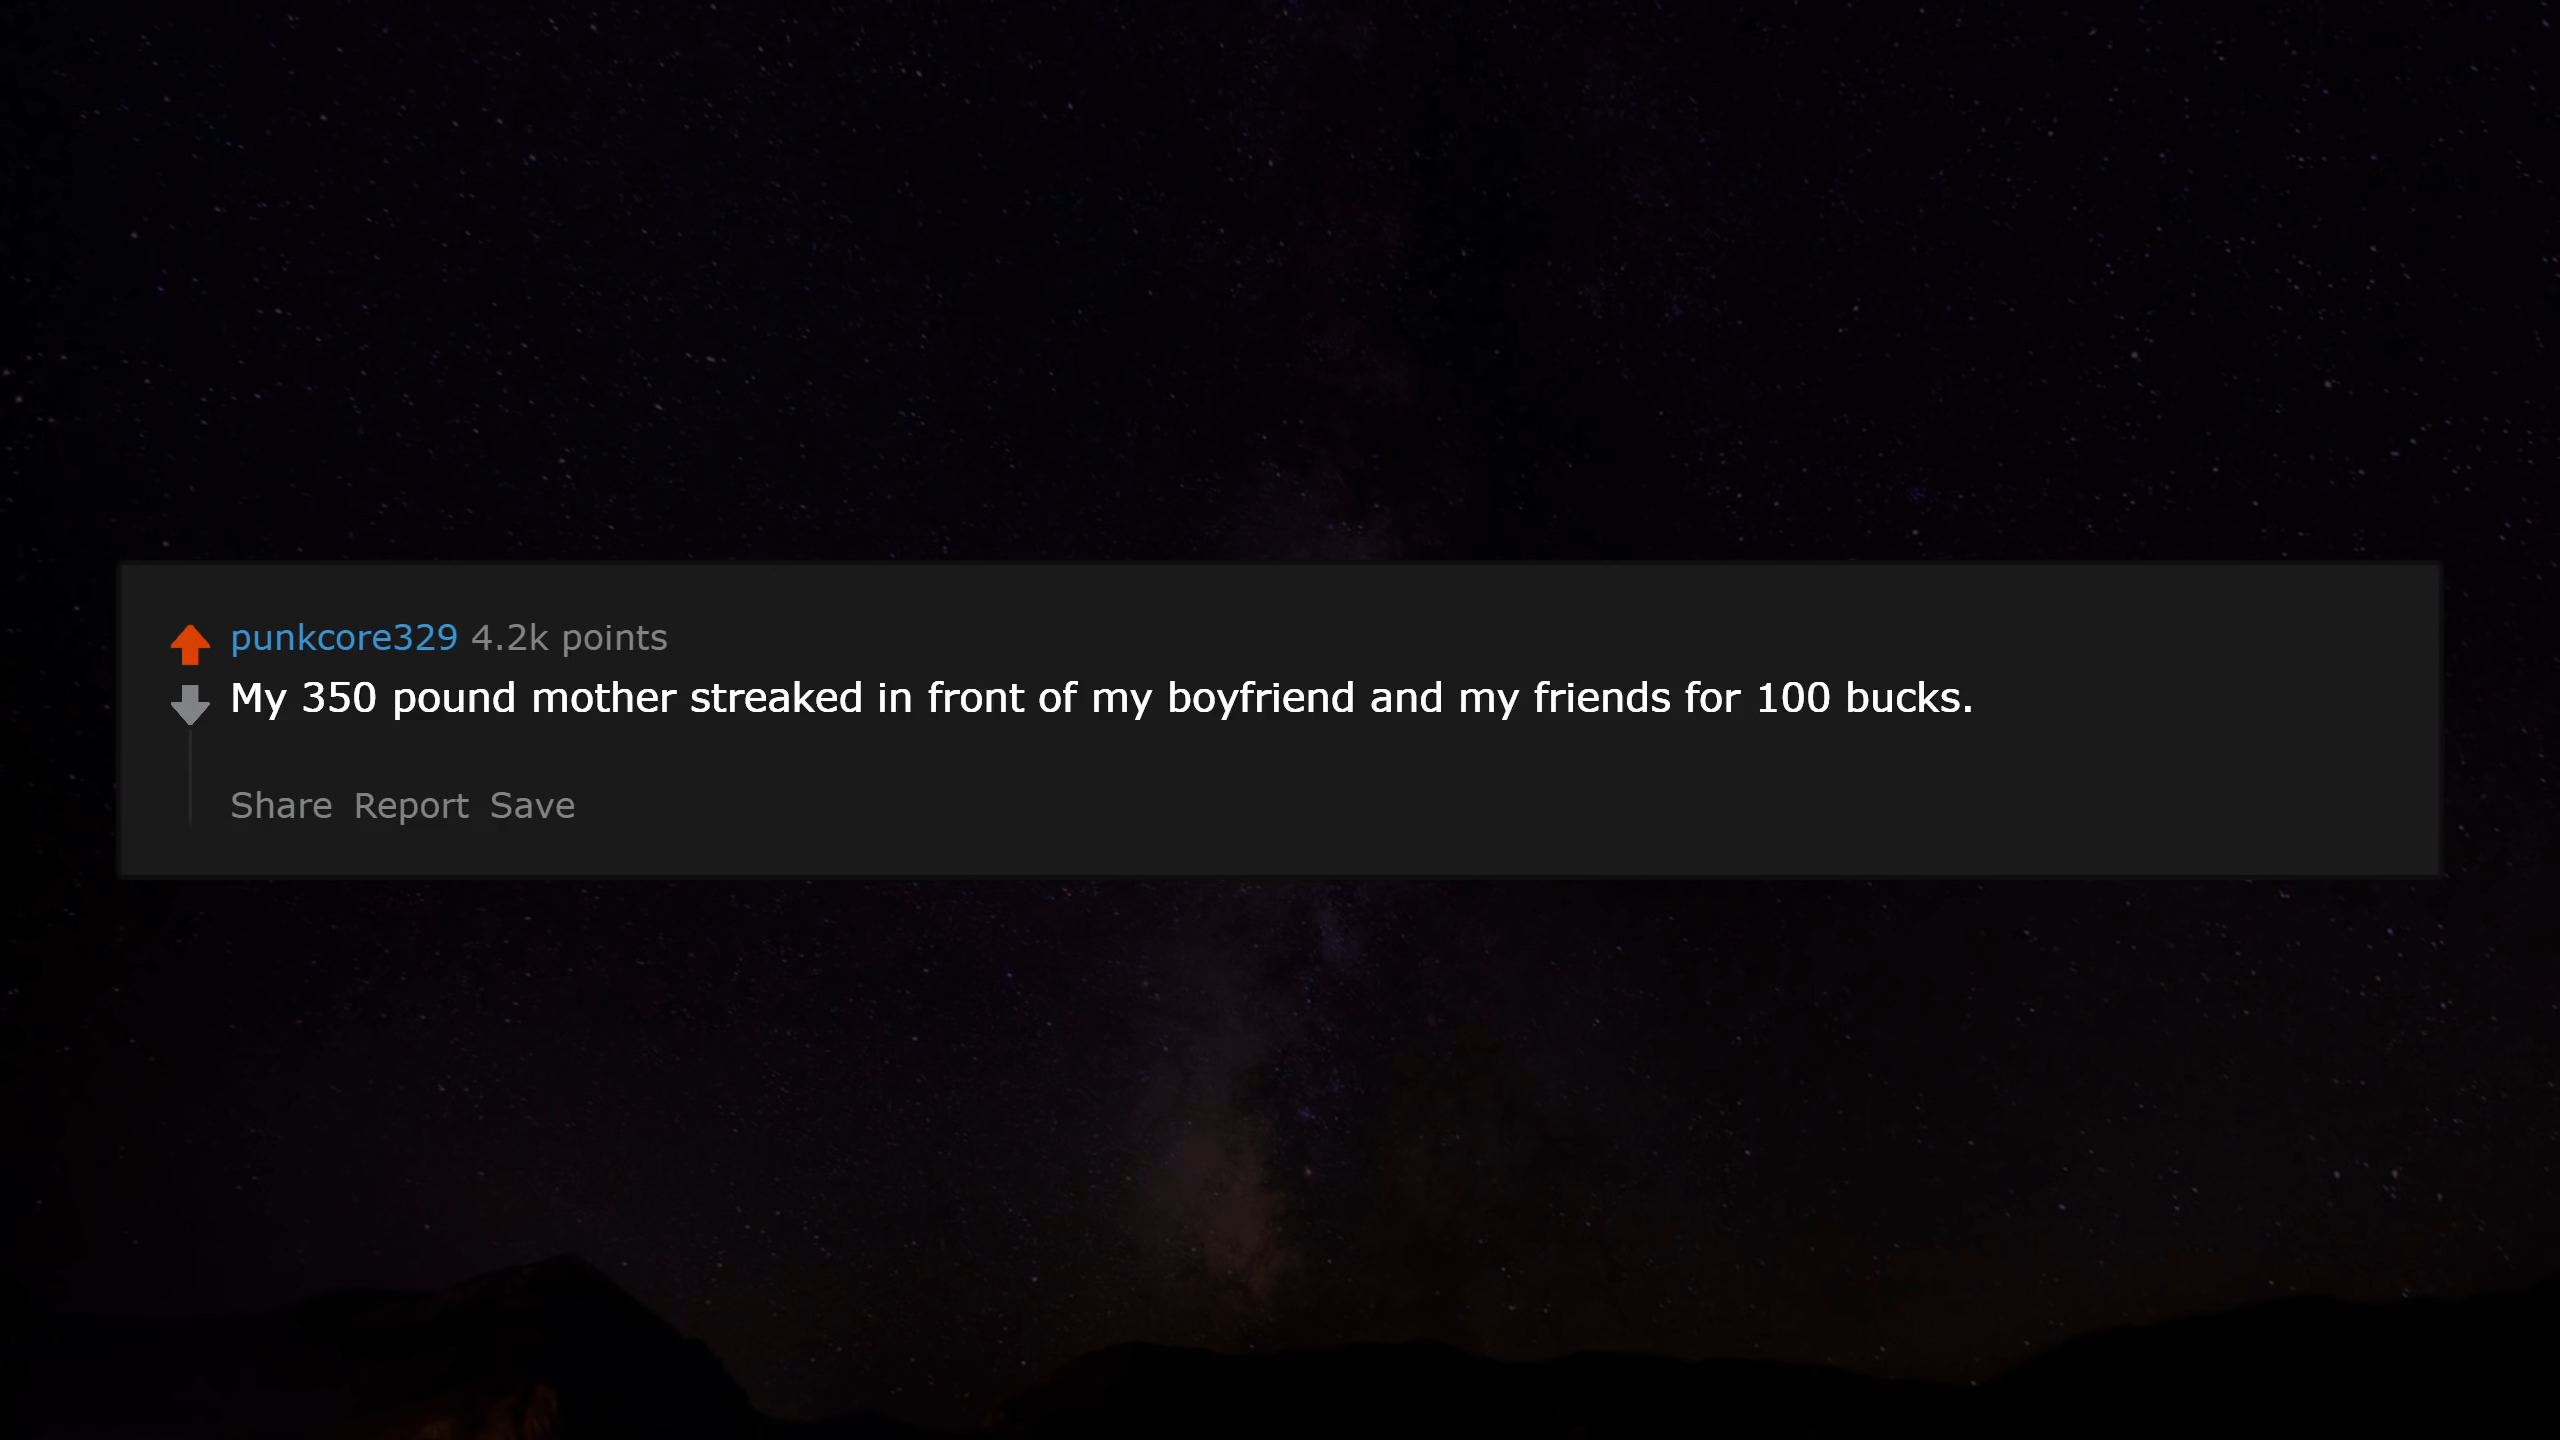 punkcore329 4.2k points
My 350 pound mother streaked in front of my boyfriend and my friends for 100 bucks.
Share Report Save